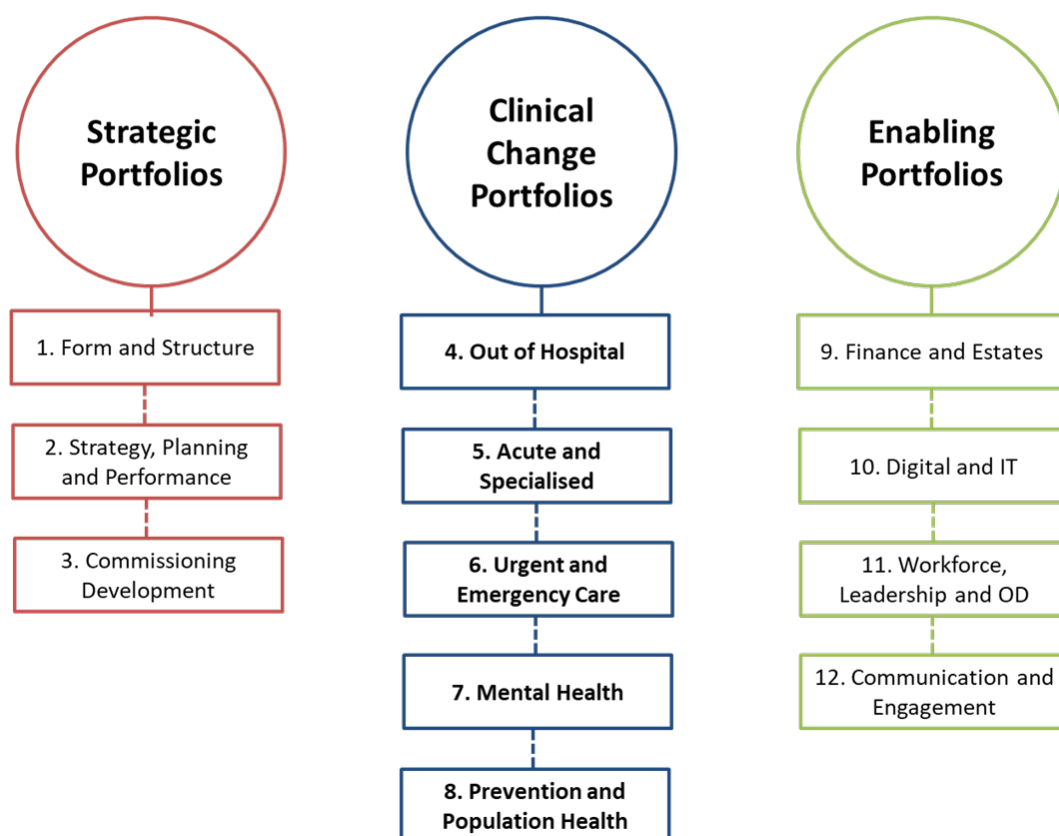 Strategic
Portfolios
1. Form and Structure
2. Strategy, Planning
and Performance
3. Commissioning
Development
Clinical
Change
Portfolios
4. Out of Hospital
5. Acute and
Specialised
6. Urgent and
Emergency Care
7. Mental Health
8. Prevention and
Population Health
Enabling
Portfolios
9. Finance and Estates
10. Digital and IT
11. Workforce,
Leadership and OD
12. Communication and
Engagement